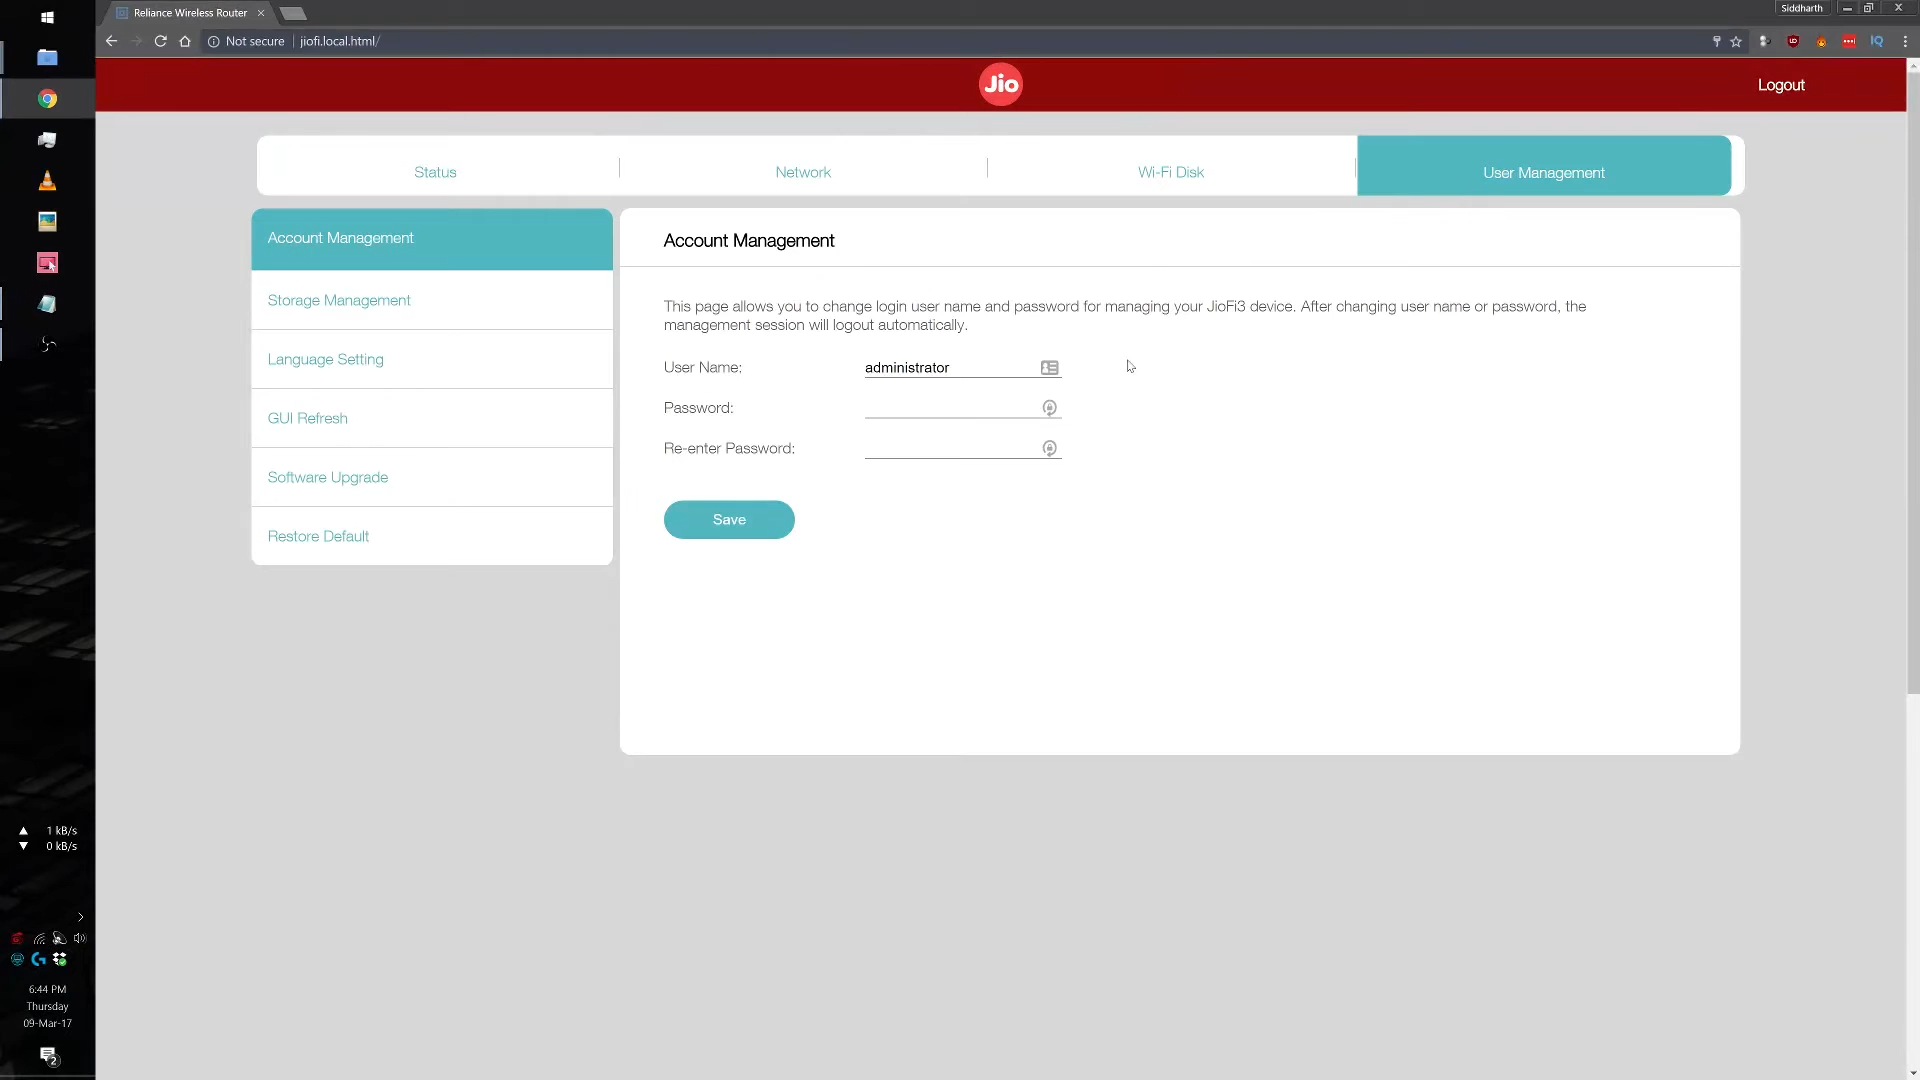 Reliance Wireless Router
Siddharth
Not secure
jiofi.local.html/
Jio
Logout
Status
Network
Wi-Fi Disk
User Management
Account Management
Storage Management
Language Setting
GUI Refresh
Software Upgrade
Restore Default
Account Management
This page allows you to change login user name and password for managing your JioFi3 device. After changing user name or password, the
management session will logout automatically.
User Name:
administrator
Password:
Re-enter Password:
Save
1 kB/s
0 kB/s
6:44 PM
Thursday
09-Mar-17
2
IQ